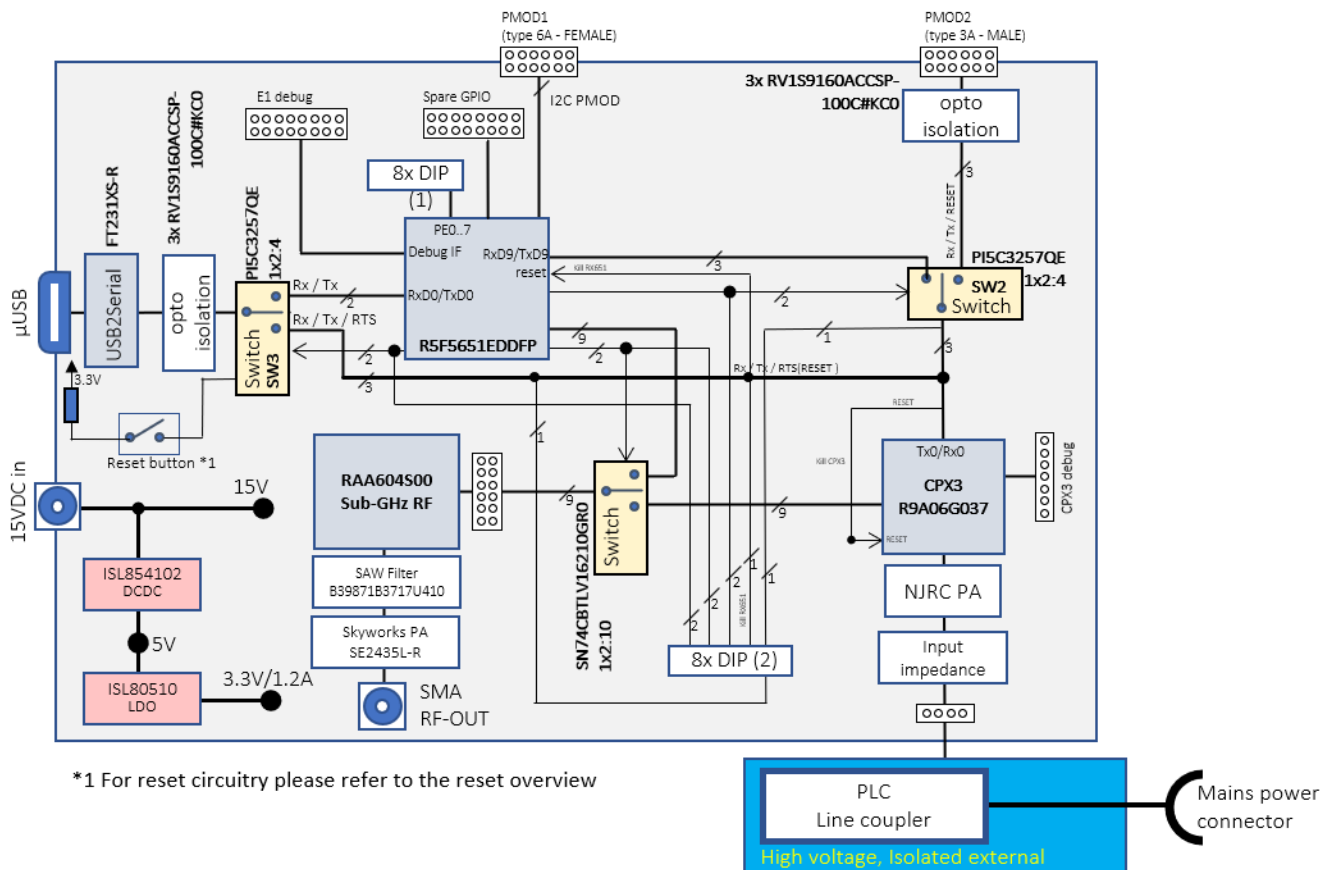 PMOD1
(type 6A - FEMALE)
PMOD2
(type 3A - MALE)
E1 debug
Spare GPIO
I2C PMOD
3x RV1S9160ACCSP-
100C#KC0
opto
isolation
3
Rx / Tx / RESET
FT231XS-R
3x RV1S9160ACCSP-
100C#KC0
PI5C3257QE
1x2:4
8x DIP
(1)
PE0..7
Debug IF
RxD9/TxD9
reset
RxD0/TxD0
R5F5651EDDFP
Kill RX651
3
2
PI5C3257QE
1x2:4
SW2
Switch
µUSB
USB2Serial
opto
isolation
Switch
SW3
Rx / Tx
2
Rx / Tx / RTS
2
3
9
2
1
3
Rx / Tx / RTS(RESET )
3.3V
Reset button *1
RESET
Kill CPX3
1
15VDC in
15V
RAA604S00
Sub-GHz RF
9
SN74CBTLV16210GR0
1x2:10
Switch
9
Tx0/Rx0
CPX3
R9A06G037
RESET
CPX3 debug
ISL854102
DCDC
5V
ISL80510
LDO
3.3V/1.2A
SAW Filter
B39871B3717U410
Skyworks PA
SE2435L-R
SMA
RF-OUT
2
2
2
1
1
Kill RX651
8x DIP (2)
NJRC PA
Input
impedance
*1 For reset circuitry please refer to the reset overview
PLC
Line coupler
High voltage, Isolated external
Mains power
connector